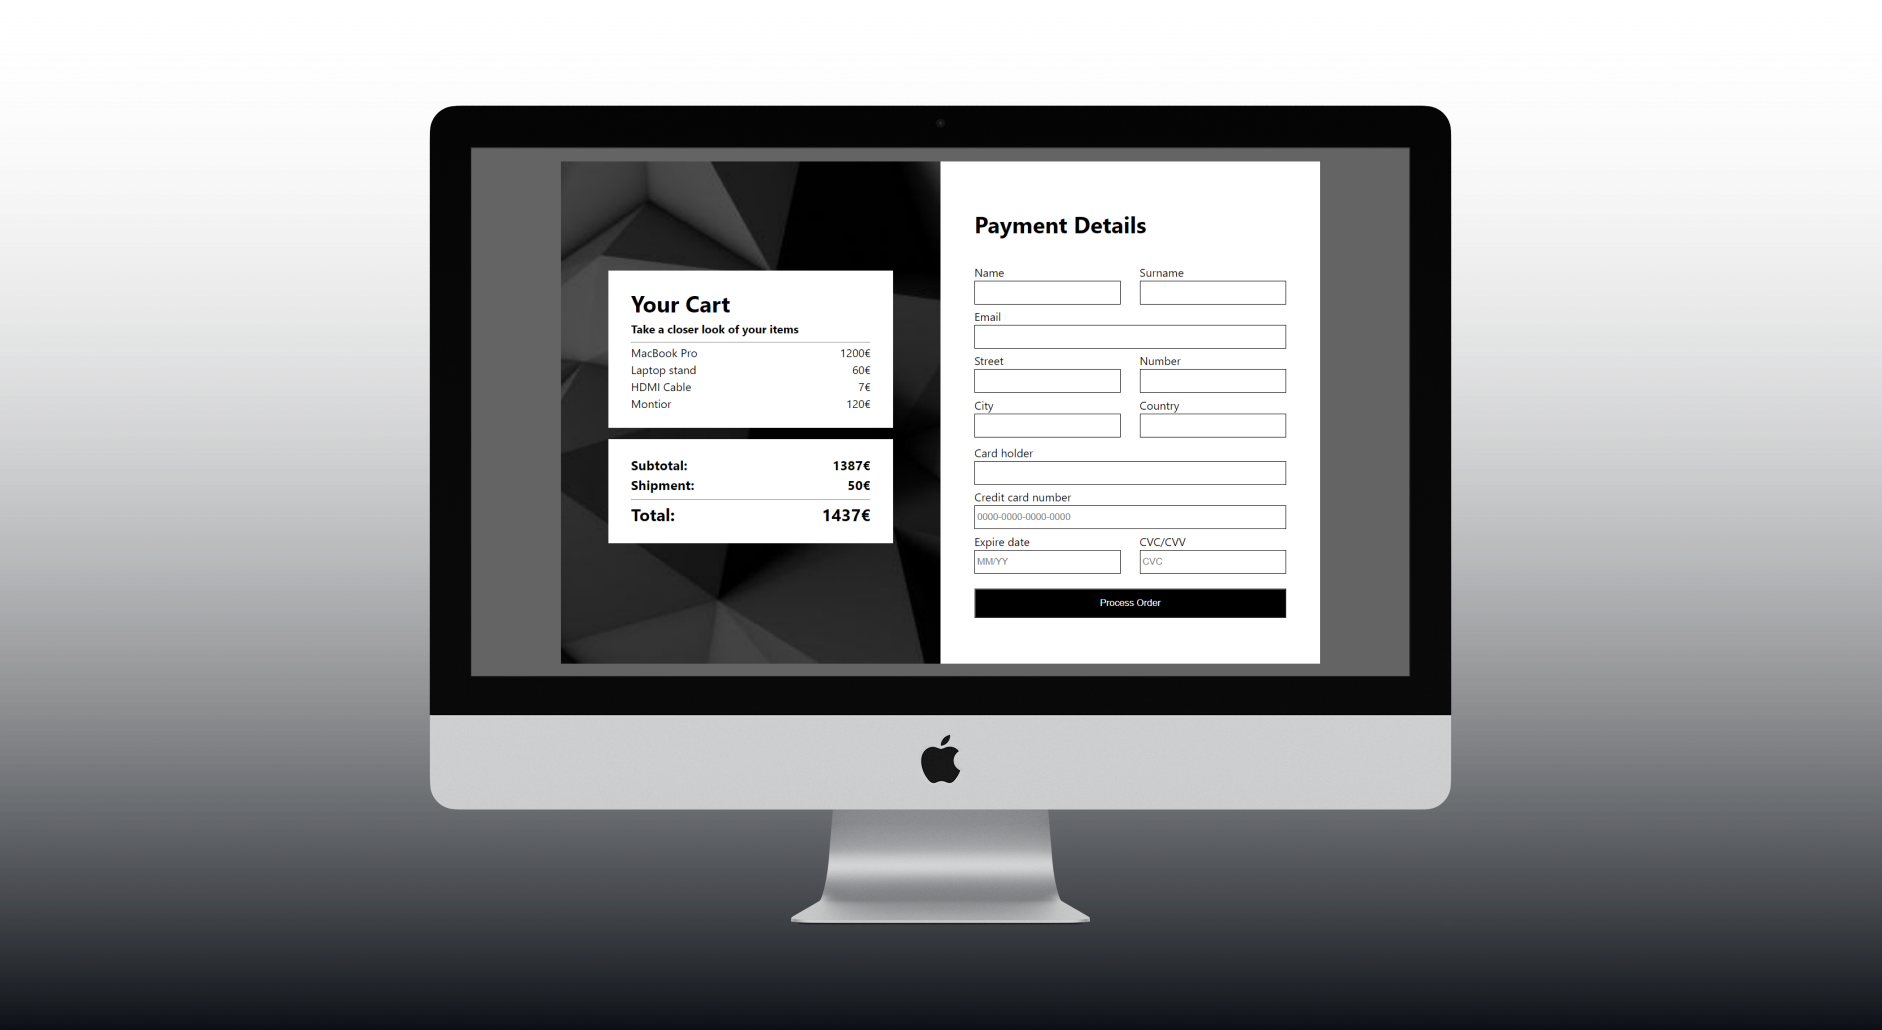 Your Cart
Take a closer look of your items
MacBook Pro 1200€
Laptop stand 60€
HDMI Cable 7€
Montior 120€
Subtotal: 1387€
Shipment: 50€
Total: 1437€
Payment Details
Name Surname
Email
Street Number
City Country
Card holder
Credit card number
0000-0000-0000-0000
Expire date CVC/CVV
MM/YY CVC
Process Order